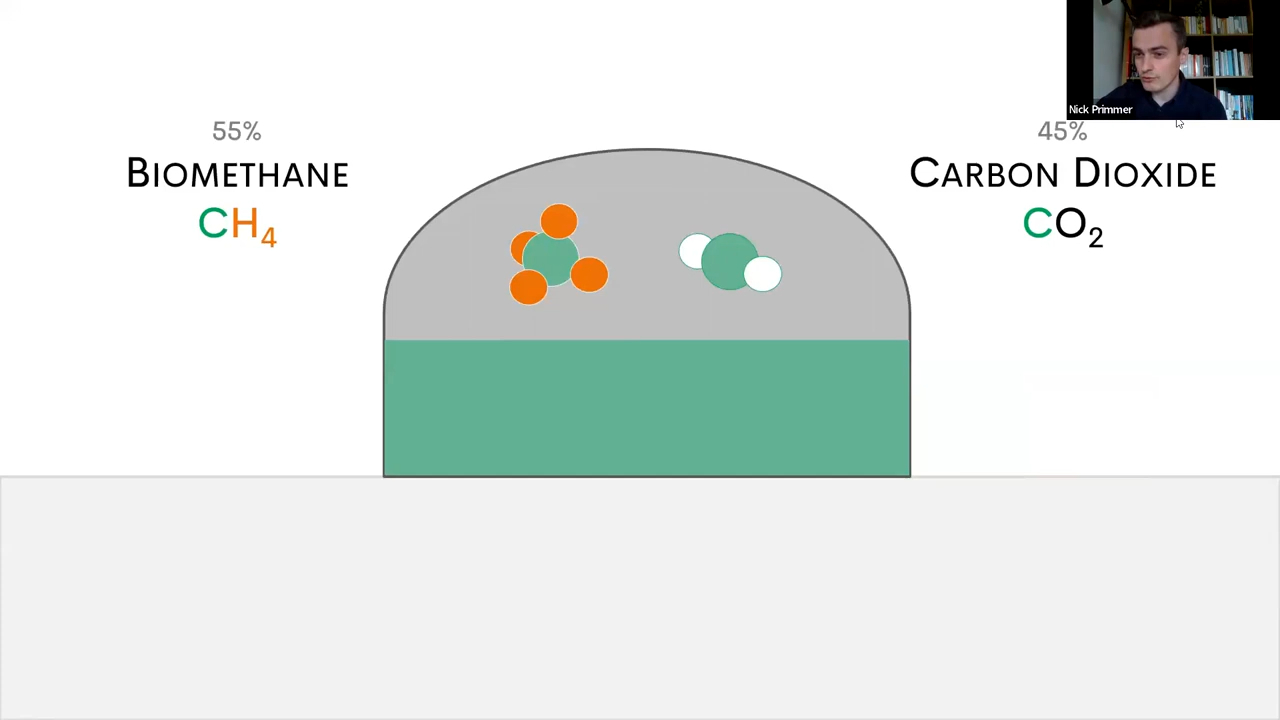 Nick Primmer
55%
BIOMETHANE
CH₄
45%
CARBON DIOXIDE
CO₂